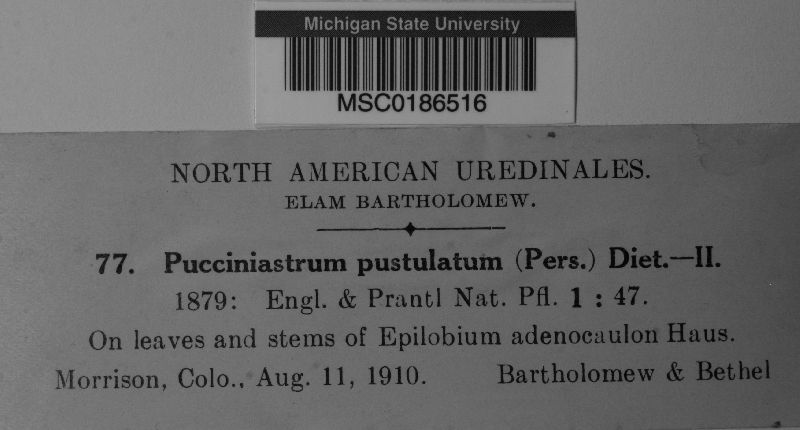 Michigan State University
MSC0186516
NORTH AMERICAN UREDINALES.
ELAM BARTHOLOMEW.
77. Pucciniastrum pustulatum (Pers.) Diet.—II.
1879: Engl. & Prantl Nat. Pfl. 1 : 47.
On leaves and stems of Epilobium adenocaulon Haus.
Morrison, Colo., Aug. 11, 1910. Bartholomew & Bethel